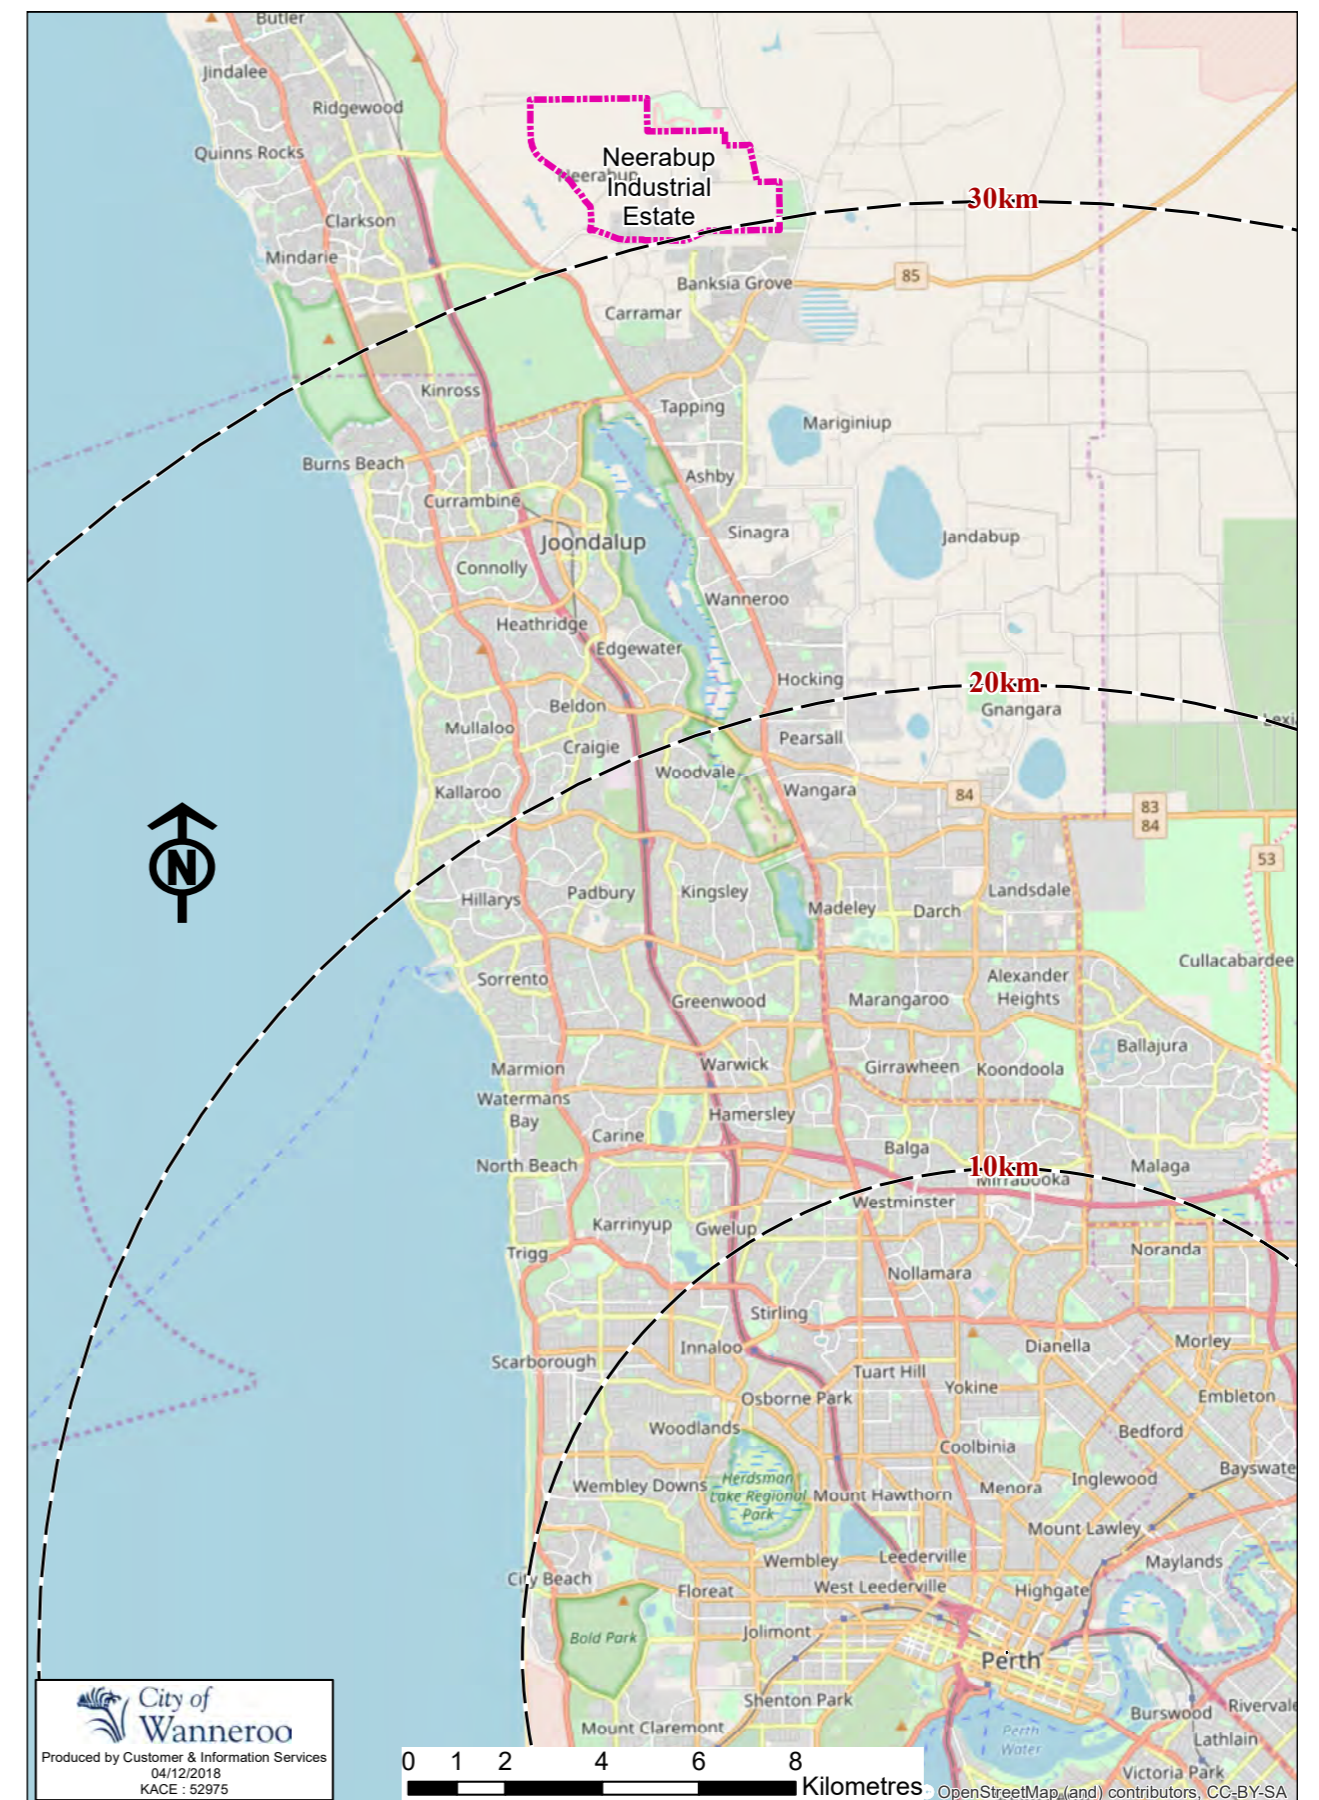 Butler
Jindalee
Ridgewood
Quinns Rocks
Neerabup
Neerabup
Industrial
Estate
Clarkson
30km
Mindarie
Banksia Grove
85
Carramar
Kinross
Tapping
Mariginiup
Burns Beach
Ashby
Currambine
Sinagra
Joondalup
Jandabup
Connolly
Wanneroo
Heathridge
Edgewater
Hocking
20km
Beldon
Gnangara
Lexi
Mullaloo
Craigie
Pearsall
Woodvale
Kallaroo
Wangara
84
83
84
N
53
Hillarys
Padbury
Kingsley
Landsdale
Madeley
Darch
Cullacabardee
Sorrento
Alexander
Heights
Greenwood
Marangaroo
Ballajura
Marmion
Warwick
Girrawheen
Koondoola
Watermans
Bay
Hamersley
Carine
Balga
North Beach
10km
Mirrabooka
Malaga
Westminster
Karrinyup
Gwelup
Trigg
Noranda
Nollamara
Stirling
Innaloo
Dianella
Morley
Scarborough
Tuart Hill
Yokine
Osborne Park
Embleton
Woodlands
Bedford
Coolbinia
Bayswate
Wembley Downs
Herdsman
Lake Regional
Park
Mount Hawthorn
Menora
Inglewood
Mount Lawley
Wembley
Leederville
Maylands
City Beach
Floreat
West Leederville
Highgate
Bold Park
Jolimont
Perth
Shenton Park
Burswood
Rivervale
Mount Claremont
Perth
Water
Lathlain
Victoria Park
City of
Wanneroo
Produced by Customer & Information Services
04/12/2018
KACE : 52975
0 1 2 4 6 8
Kilometres
OpenStreetMap (and) contributors, CC-BY-SA